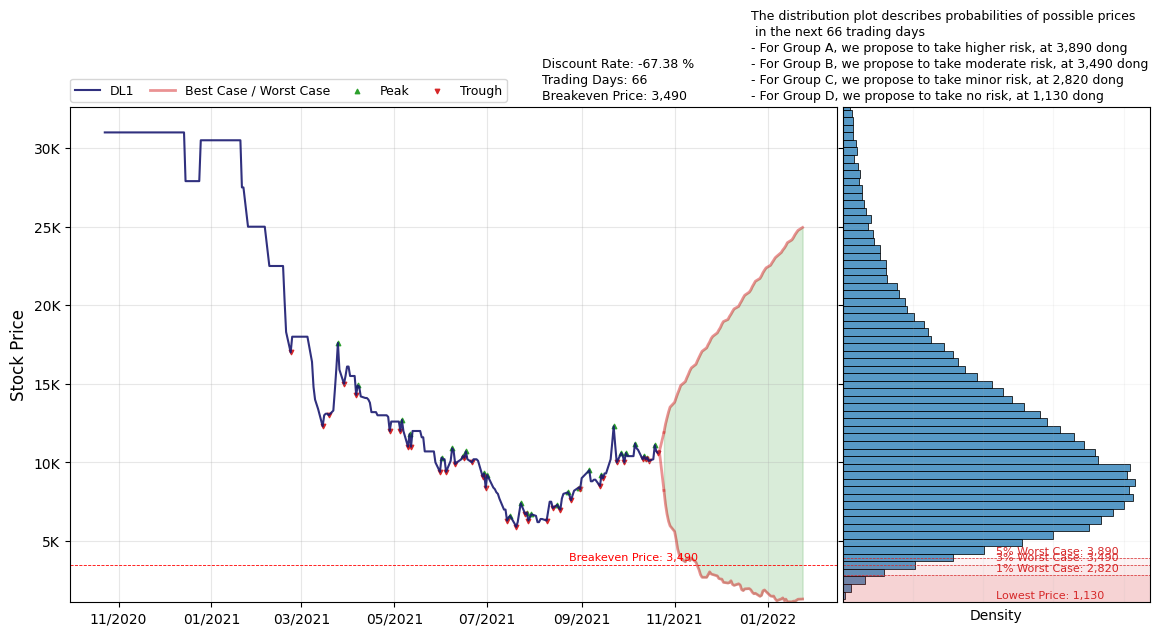 The distribution plot describes probabilities of possible prices
in the next 66 trading days
- For Group A, we propose to take higher risk, at 3,890 dong
- For Group B, we propose to take moderate risk, at 3,490 dong
- For Group C, we propose to take minor risk, at 2,820 dong
- For Group D, we propose to take no risk, at 1,130 dong
Discount Rate: -67.38 %
Trading Days: 66
Breakeven Price: 3,490
DL1
Best Case / Worst Case
Peak
Trough
Stock Price
30K
25K
20K
15K
10K
5K
Breakeven Price: 3,490
5% Worst Case: 3,890
3% Worst Case: 3,490
1% Worst Case: 2,820
Lowest Price: 1,130
11/2020
01/2021
03/2021
05/2021
07/2021
09/2021
11/2021
01/2022
Density